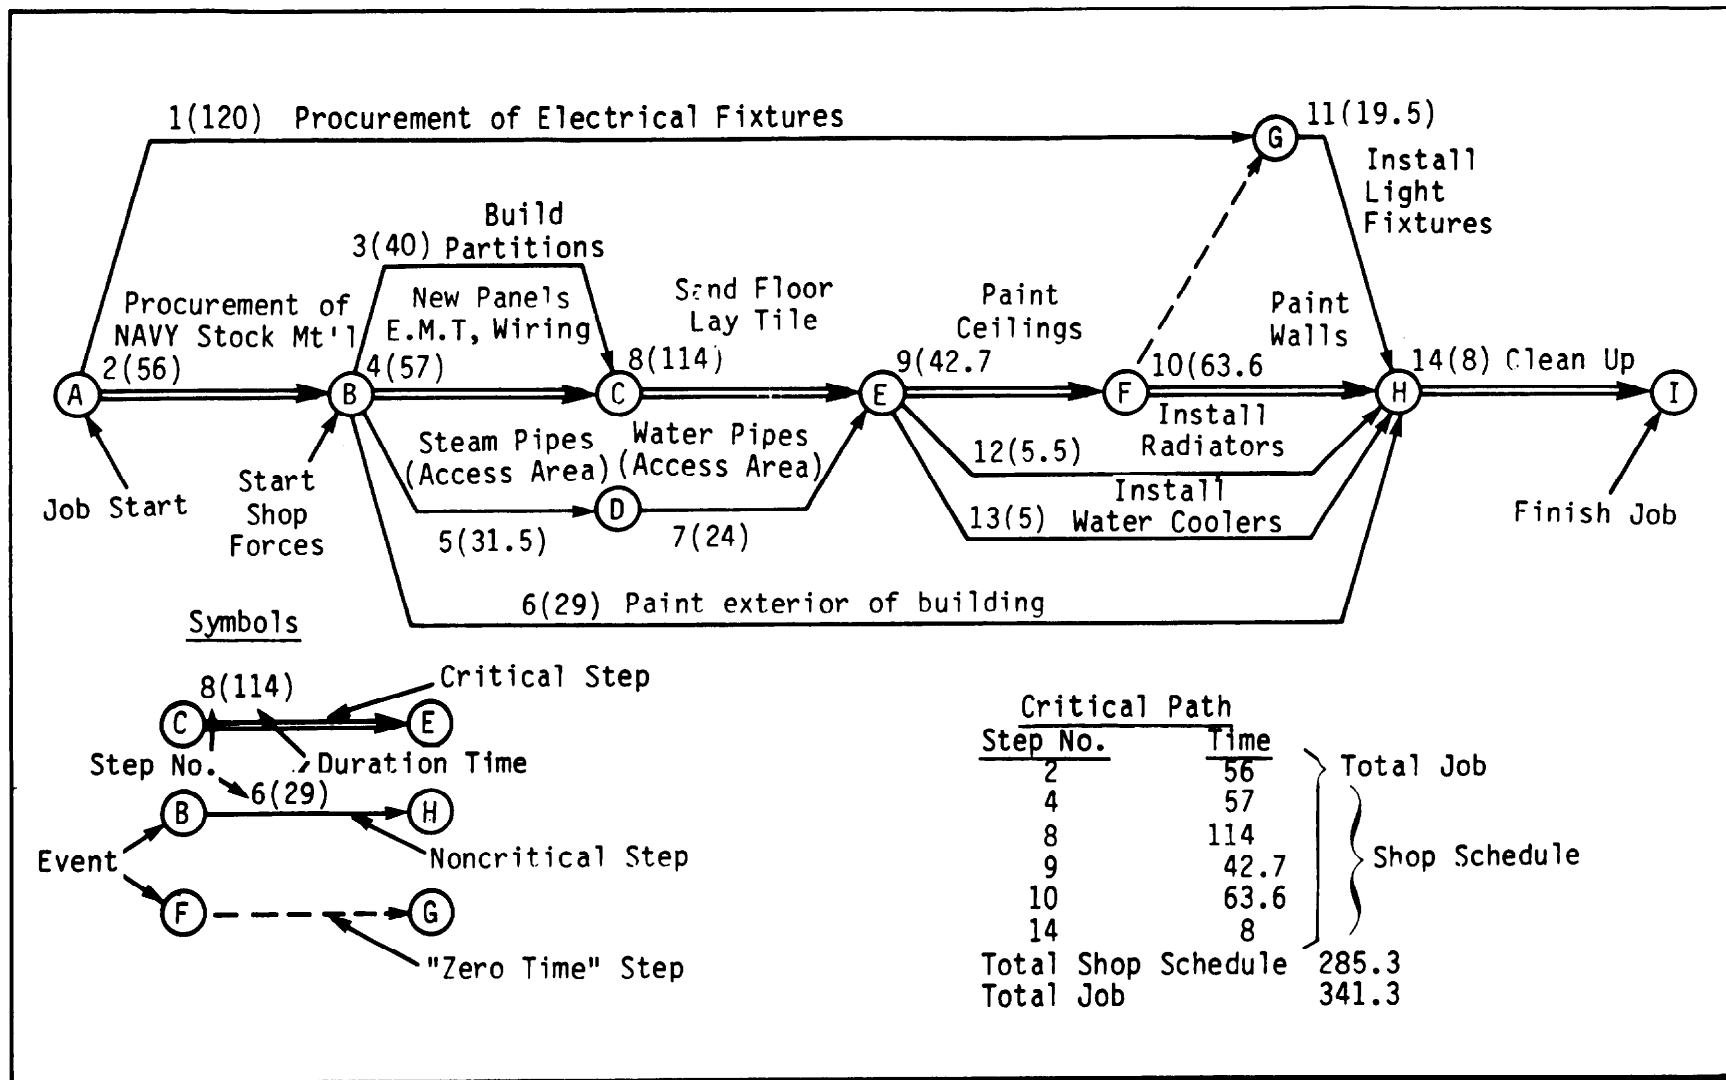 1(120) Procurement of Electrical Fixtures
G
11(19.5)
Install
Light
Fixtures
Build
3(40) Partitions
Procurement of
NAVY Stock Mt'l
2(56)
New Panels
E.M.T, Wiring
4(57)
Sand Floor
Lay Tile
8(114)
Paint
Ceilings
9(42.7
Paint
Walls
10(63.6
14(8) Clean Up
A
B
C
E
F
H
I
Steam Pipes
(Access Area)
Water Pipes
(Access Area)
Install
Radiators
12(5.5)
Job Start
Start
Shop
Forces
D
5(31.5)
7(24)
Install
Water Coolers
13(5)
Finish Job
6(29) Paint exterior of building
Symbols
8(114)
Critical Step
C
E
Step No.
Duration Time
6(29)
B
H
Event
Noncritical Step
F
G
"Zero Time" Step
Critical Path
Step No. Time
2 56
4 57
8 114
9 42.7
10 63.6
14 8
Total Job
Shop Schedule
Total Shop Schedule 285.3
Total Job 341.3